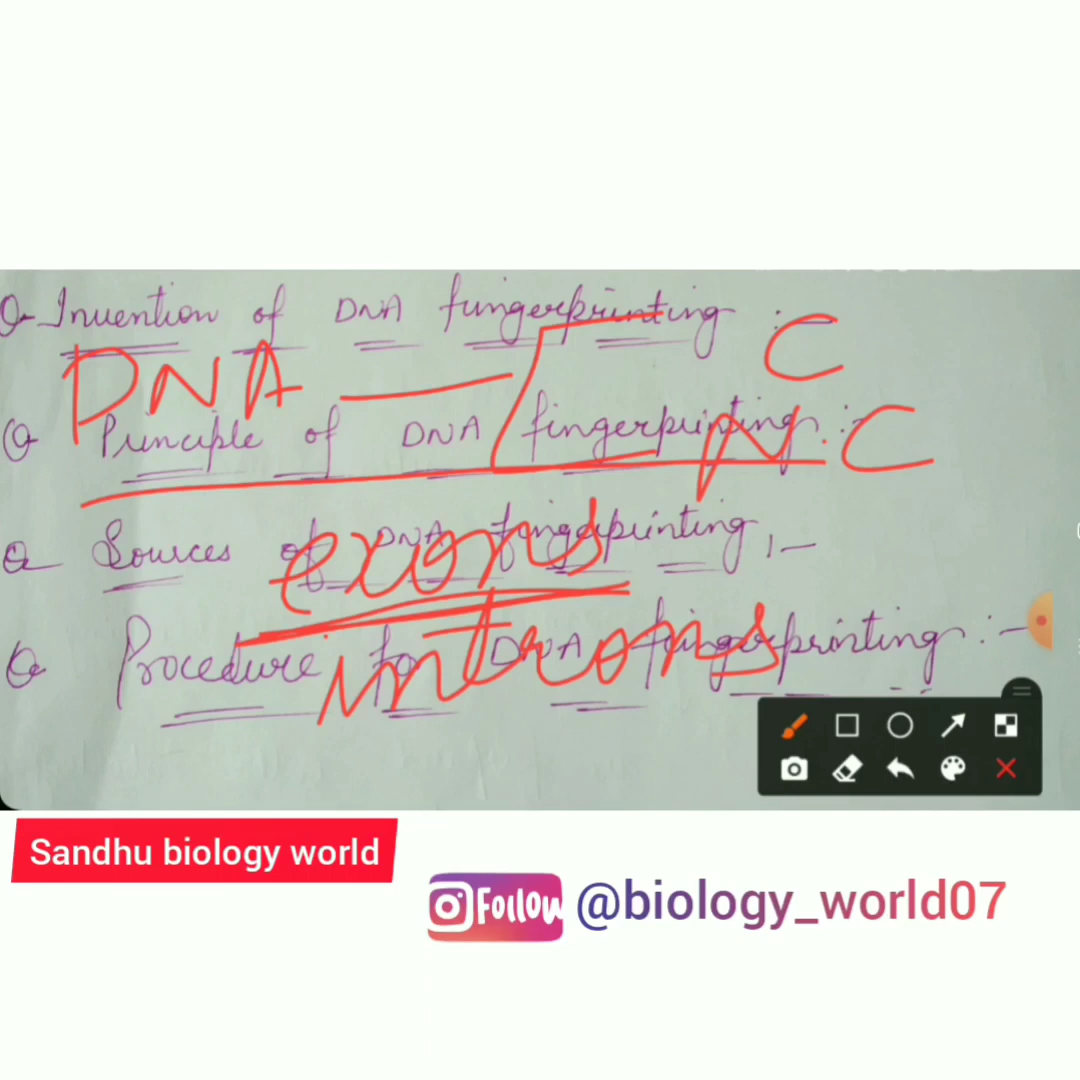 Q- Invention of DNA fungerprinting :
DNA — C
Q Principle of DNA fingerprinting :-
N.C
Q Sources of DNA fingerprinting, -
exons
Q Procedure for DNA fingerprinting :-
introns
Sandhu biology world
Follow @biology_world07